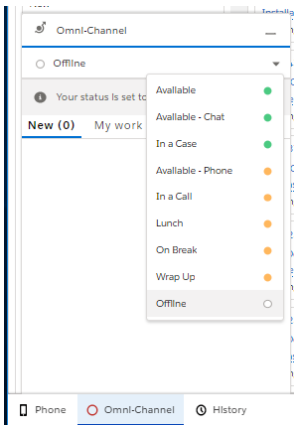 Omni-Channel
Offline
Your status is set to
New (0) My work
Available
Available - Chat
In a Case
Available - Phone
In a Call
Lunch
On Break
Wrap Up
Offline
Phone Omni-Channel History